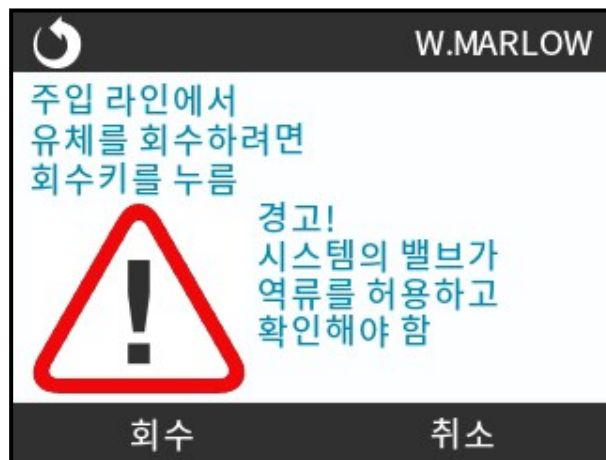 W.MARLOW
주입 라인에서
유체를 회수하려면
회수키를 누름
경고!
시스템의 밸브가
역류를 허용하고
확인해야 함
회수
취소